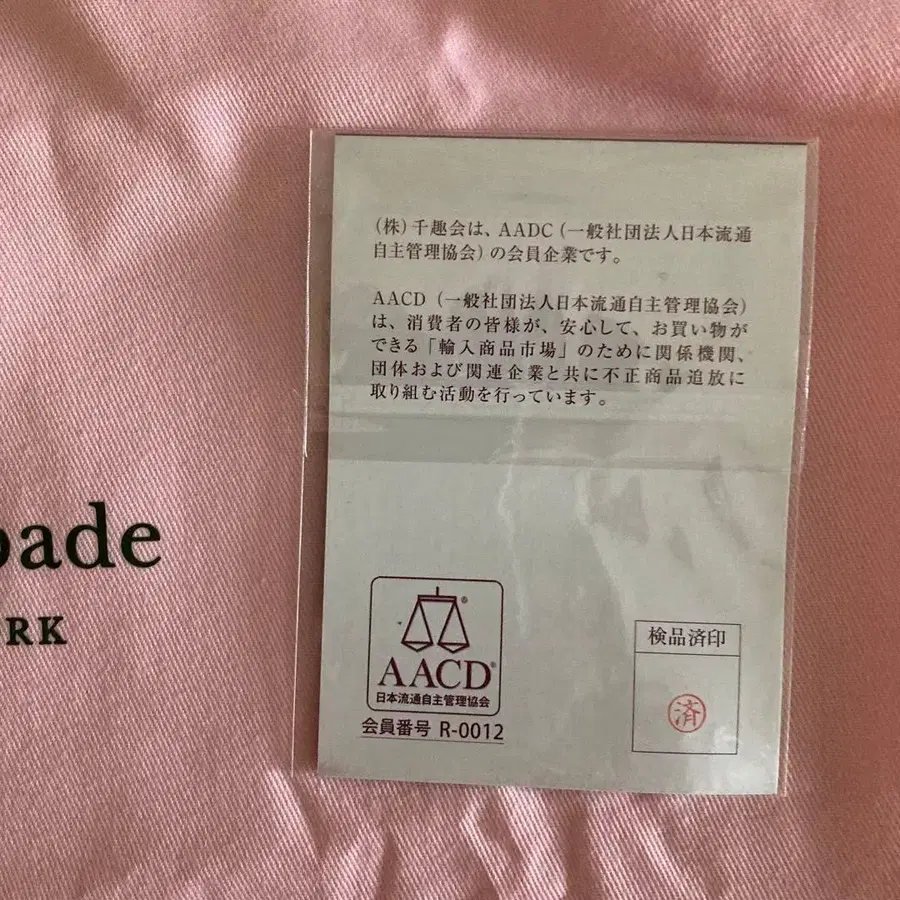 (株)千趣会は、AADC(一般社団法人日本流通
自主管理協会)の会員企業です。
AACD(一般社団法人日本流通自主管理協会)
は、消費者の皆様が、安心して、お買い物が
できる「輸入商品市場」のために関係機関、
団体および関連企業と共に不正商品追放に
取り組む活動を行っています。
pade
RK
AACD®
日本流通自主管理協会
会員番号 R-0012
検品済印
済